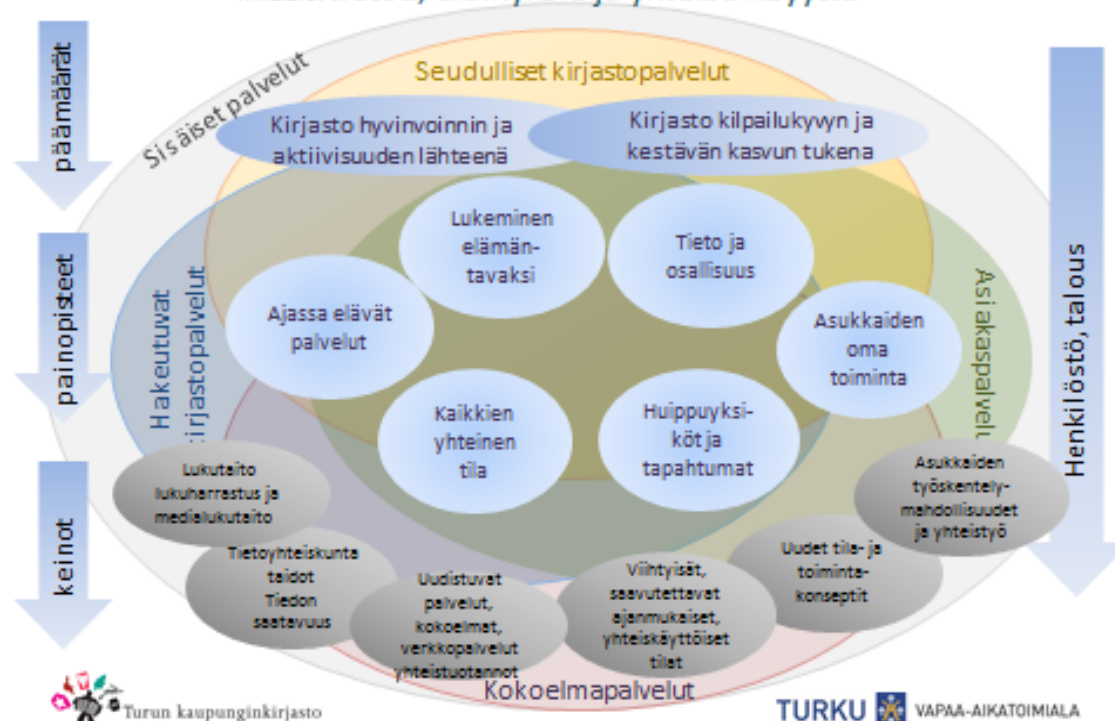 päämäärät
Sisäiset palvelut
Seudulliset kirjastopalvelut
Kirjasto hyvinvoinnin ja
aktiivisuuden lähteenä
Kirjasto kilpailukyvyn ja
kestävän kasvun tukena
painopisteet
Hakeutuvat
kirjastopalvelut
Lukeminen
elämän-
tavaksi
Tieto ja
osallisuus
Ajassa elävät
palvelut
Asukkaiden
oma
toiminta
Kaikkien
yhteinen
tila
Huippuyksi-
köt ja
tapahtumat
Asiakaspalvelu
Henkilöstö, talous
keinot
Lukutaito
lukuharrastus ja
medialukutaito
Tietoyhteiskunta
taidot
Tiedon
saatavuus
Uudistuvat
palvelut,
kokoelmat,
verkkopalvelut
yhteistuotannot
Viihtyisät,
saavutettavat
ajanmukaiset,
yhteiskäyttöiset
tilat
Uudet tila- ja
toiminta-
konseptit
Asukkaiden
työskentely-
mahdollisuudet
ja yhteistyö
Kokoelmapalvelut
Turun kaupunginkirjasto
TURKU VAPAA-AIKATOIMIALA